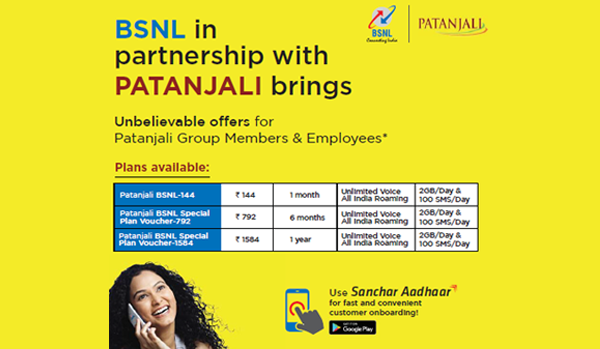 BSNL in
partnership with
PATANJALI brings
BSNL
Connecting India
PATANJALI
Unbelievable offers for
Patanjali Group Members & Employees*
Plans available:
Patanjali BSNL-144 ₹ 144 1 month Unlimited Voice All India Roaming 2GB/Day & 100 SMS/Day
Patanjali BSNL Special Plan Voucher-792 ₹ 792 6 months Unlimited Voice All India Roaming 2GB/Day & 100 SMS/Day
Patanjali BSNL Special Plan Voucher-1584 ₹ 1584 1 year Unlimited Voice All India Roaming 2GB/Day & 100 SMS/Day
Use Sanchar Aadhaar
for fast and convenient
customer onboarding!
GET IT ON
Google Play